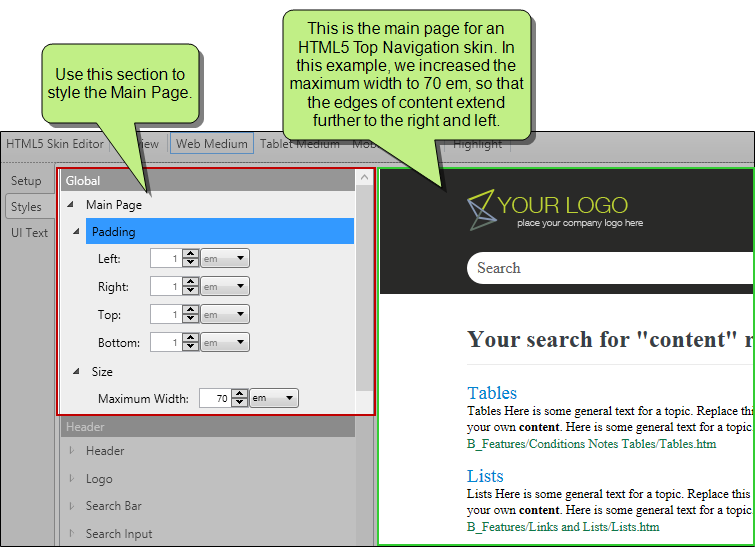 Use this section to
style the Main Page.
This is the main page for an
HTML5 Top Navigation skin. In
this example, we increased the
maximum width to 70 em, so that
the edges of content extend
further to the right and left.
HTML5 Skin Editor
Web Medium
Tablet Medium
Highlight
Setup
Styles
UI Text
Global
Main Page
Padding
Left: 1 em
Right: 1 em
Top: 1 em
Bottom: 1 em
Size
Maximum Width: 70 em
Header
Header
Logo
Search Bar
Search Input
YOUR LOGO
place your company logo here
Search
Your search for "content"
Tables
Tables Here is some general text for a topic. Replace this
your own content. Here is some general text for a topic.
B_Features/Conditions Notes Tables/Tables.htm
Lists
Lists Here is some general text for a topic. Replace this
your own content. Here is some general text for a topic.
B_Features/Links and Lists/Lists.htm